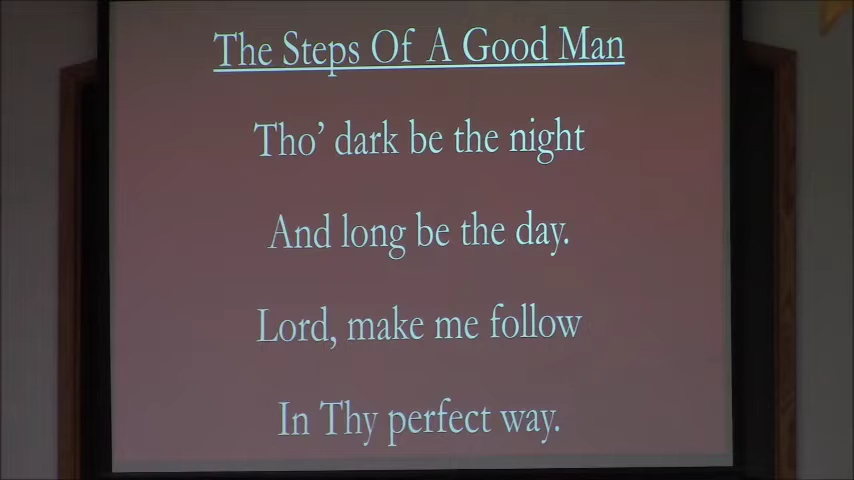 The Steps Of A Good Man
Tho’ dark be the night
And long be the day.
Lord, make me follow
In Thy perfect way.